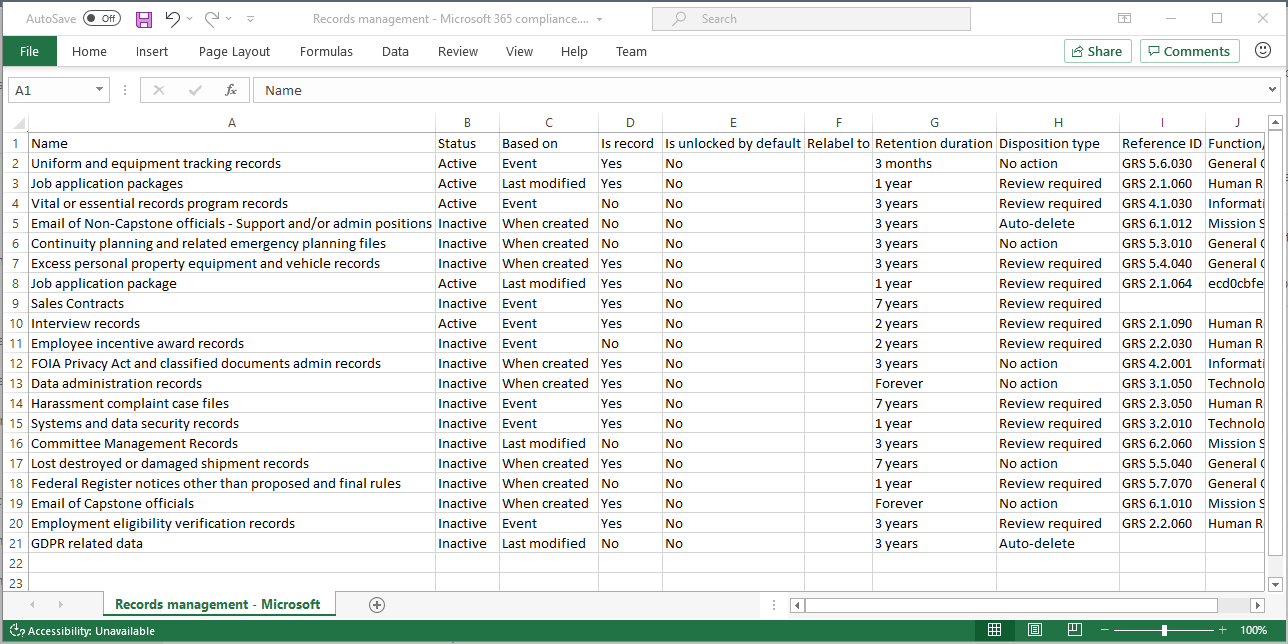 AutoSave Off Records management - Microsoft 365 compliance.... Search
File Home Insert Page Layout Formulas Data Review View Help Team Share Comments
A1 fx Name
A B C D E F G H I J
1 Name Status Based on Is record Is unlocked by default Relabel to Retention duration Disposition type Reference ID Function/
2 Uniform and equipment tracking records Active Event Yes No 3 months No action GRS 5.6.030 General
3 Job application packages Active Last modified Yes No 1 year Review required GRS 2.1.060 Human R
4 Vital or essential records program records Active Event No No 3 years Review required GRS 4.1.030 Informati
5 Email of Non-Capstone officials - Support and/or admin positions Inactive When created Yes No 3 years Auto-delete GRS 6.1.012 Mission S
6 Continuity planning and related emergency planning files Inactive When created No No 3 years No action GRS 5.3.010 General
7 Excess personal property equipment and vehicle records Inactive When created Yes No 3 years Review required GRS 5.4.040 General
8 Job application package Active Last modified Yes No 1 year Review required GRS 2.1.064 ecd0cbfe
9 Sales Contracts Inactive Event Yes No 7 years Review required
10 Interview records Active Event Yes No 2 years Review required GRS 2.1.090 Human R
11 Employee incentive award records Inactive Event No No 2 years Review required GRS 2.2.030 Human R
12 FOIA Privacy Act and classified documents admin records Inactive When created Yes No 3 years No action GRS 4.2.001 Informati
13 Data administration records Inactive When created Yes No Forever No action GRS 3.1.050 Technolo
14 Harassment complaint case files Inactive Event Yes No 7 years Review required GRS 2.3.050 Human R
15 Systems and data security records Inactive Event Yes No 1 year Review required GRS 3.2.010 Technolo
16 Committee Management Records Inactive Last modified No No 3 years Review required GRS 6.2.060 Mission S
17 Lost destroyed or damaged shipment records Inactive When created Yes No 7 years No action GRS 5.5.040 General
18 Federal Register notices other than proposed and final rules Inactive When created No No 1 year Review required GRS 5.7.070 General
19 Email of Capstone officials Inactive When created Yes No Forever No action GRS 6.1.010 Mission S
20 Employment eligibility verification records Inactive Event Yes No 3 years Review required GRS 2.2.060 Human R
21 GDPR related data Inactive Last modified No No 3 years Auto-delete
22
23
Records management - Microsoft
Accessibility: Unavailable 100%